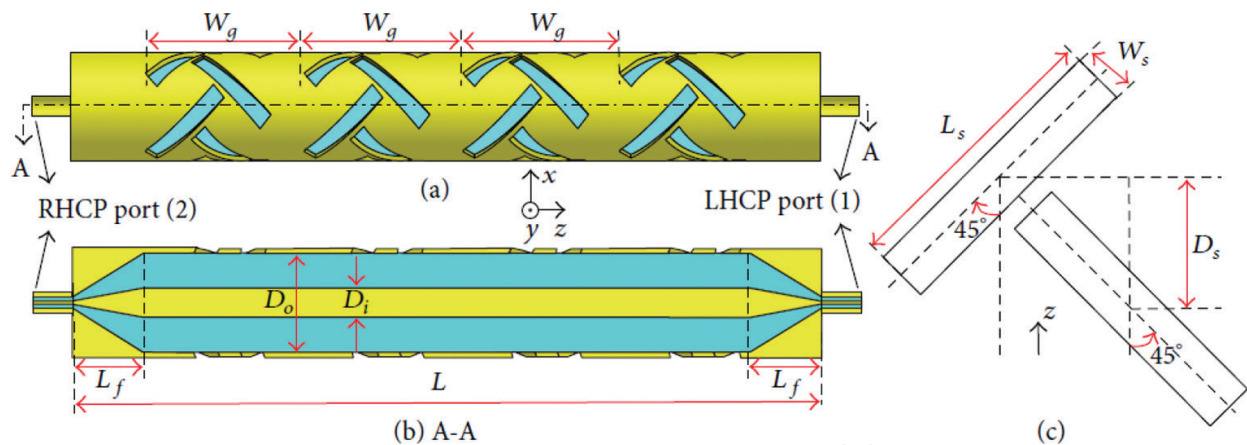 W_g W_g W_g
A A
(a)
RHCP port (2)
x
y z
LHCP port (1)
D_o D_i
L_f L L_f
(b) A-A
W_s
L_s
45°
D_s
z
45°
(c)